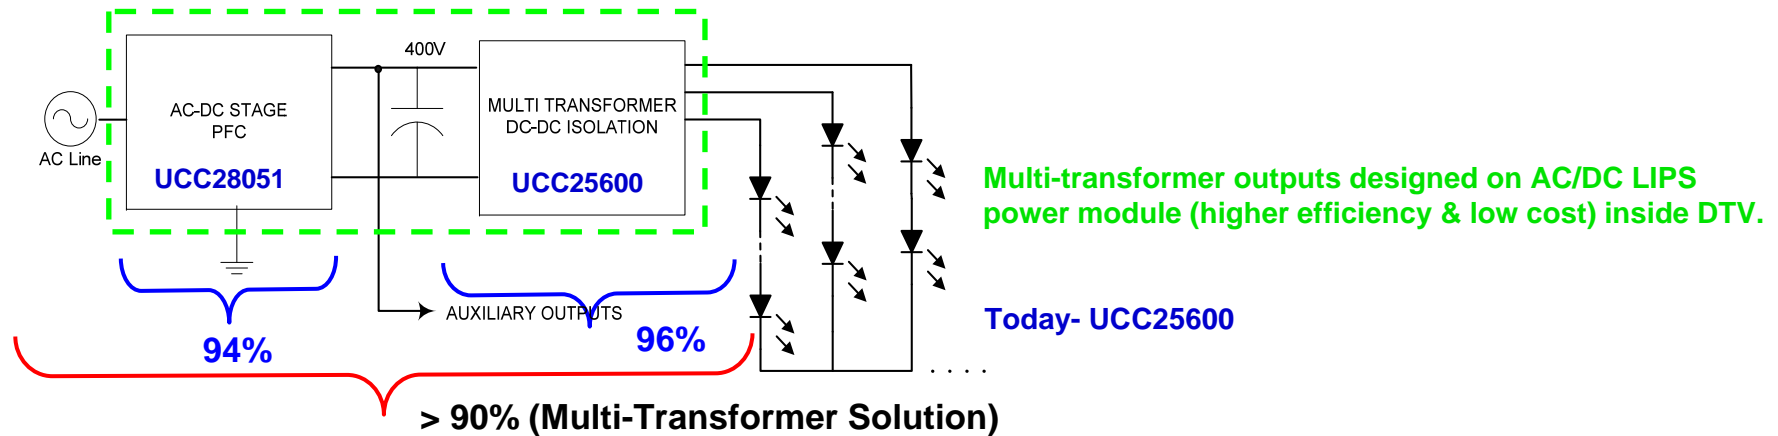 400V
AC-DC STAGE
PFC
UCC28051
AC Line
MULTI TRANSFORMER
DC-DC ISOLATION
UCC25600
Multi-transformer outputs designed on AC/DC LIPS
power module (higher efficiency & low cost) inside DTV.
AUXILIARY OUTPUTS
Today- UCC25600
94%
96%
. . . .
> 90% (Multi-Transformer Solution)